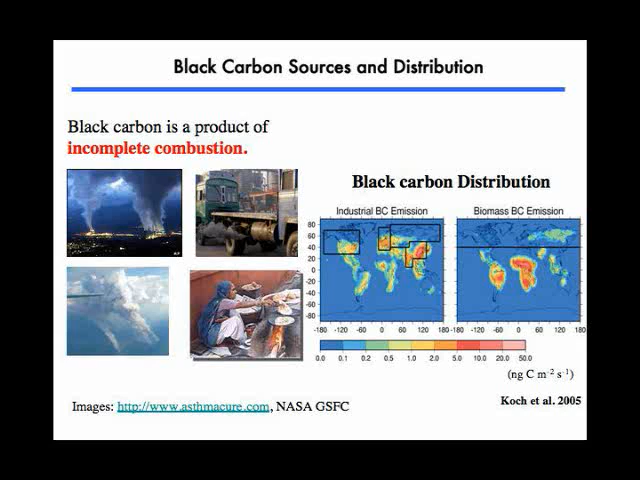 Black Carbon Sources and Distribution
Black carbon is a product of
incomplete combustion.
Black carbon Distribution
Industrial BC Emission
Biomass BC Emission
80
60
40
20
0
-20
-40
-60
-80
-180 -120 -60 0 60 120 180
-180 -120 -60 0 60 120 180
0.0 0.1 0.2 0.5 1.0 2.0 5.0 10.0 20.0 50.0
(ng C m⁻² s⁻¹)
Images: http://www.asthmacure.com, NASA GSFC
Koch et al. 2005